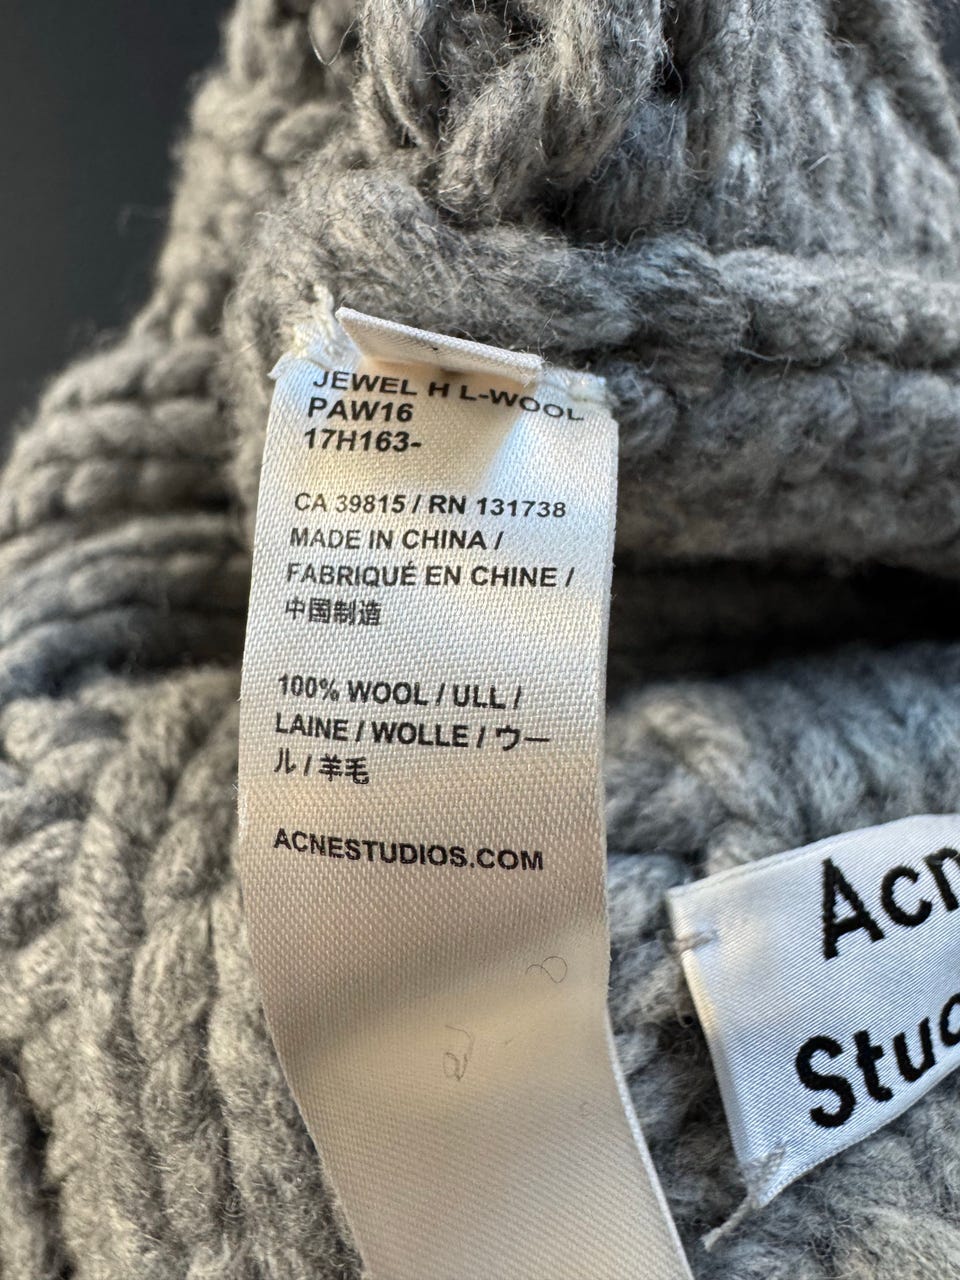 JEWEL H L-WOOL
PAW16
17H163-
CA 39815 / RN 131738
MADE IN CHINA /
FABRIQUÉ EN CHINE /
中国制造
100% WOOL / ULL /
LAINE / WOLLE / ウー
ル / 羊毛
ACNESTUDIOS.COM
Acn
Stud